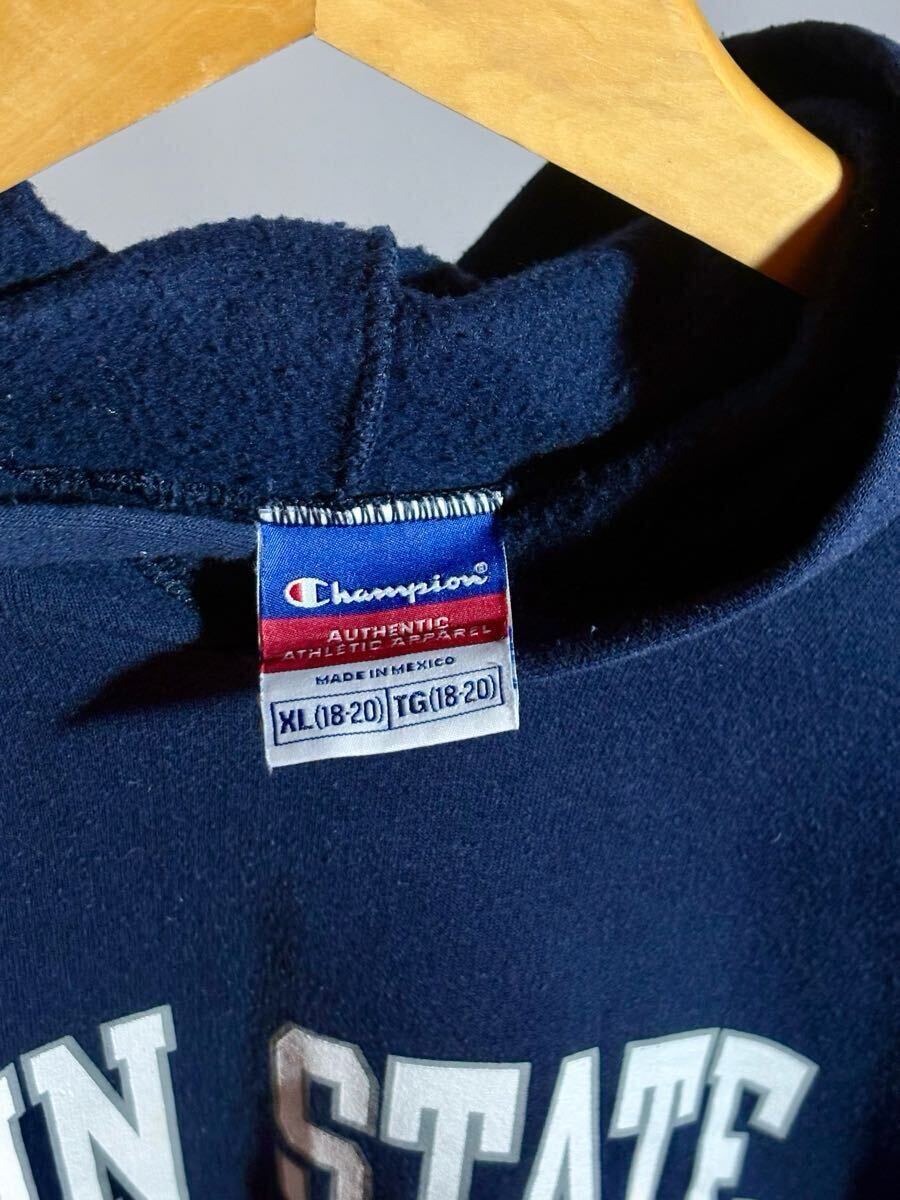 Champion®
AUTHENTIC
ATHLETIC APPAREL
MADE IN MEXICO
XL(18-20) TG(18-20)
STATE